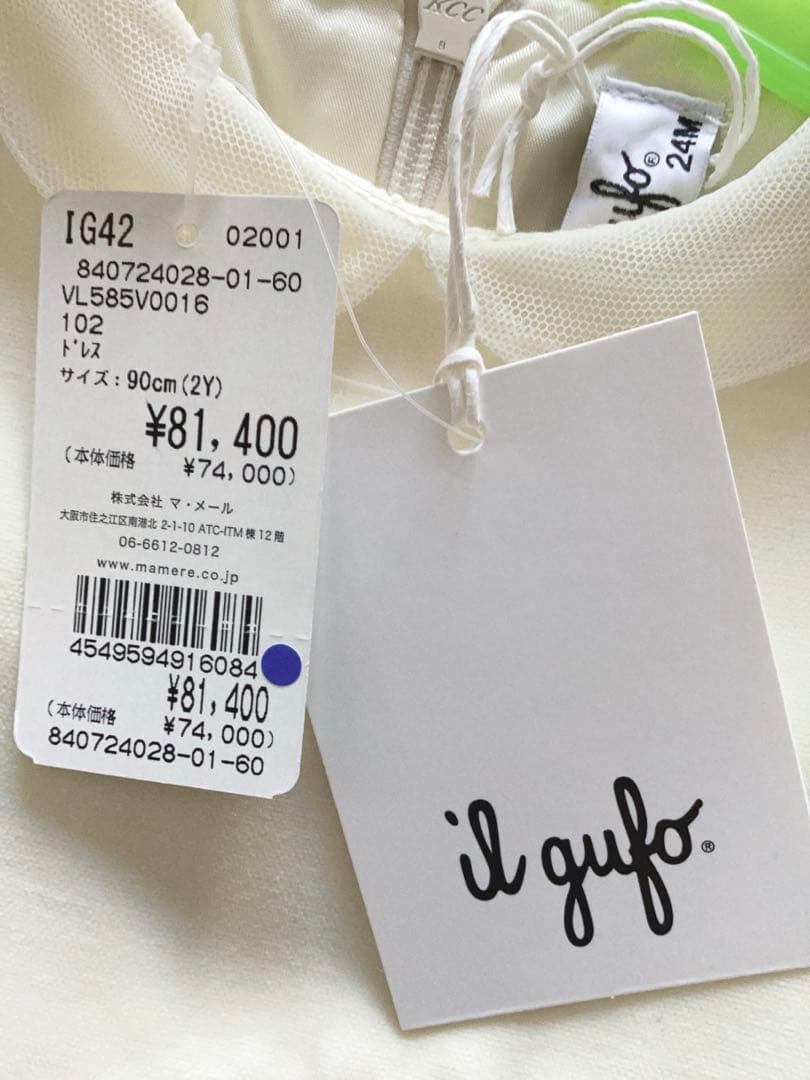 KCC
8
gufo®
24M
IG42 02001
840724028-01-60
VL585V0016
102
ドレス
サイズ：90cm(2Y)
¥81,400
(本体価格 ¥74,000)
株式会社 マ・メール
大阪市住之江区南港北 2-1-10 ATC-ITM 棟 12 階
06-6612-0812
www.mamere.co.jp
4549594916084
¥81,400
(本体価格 ¥74,000)
840724028-01-60
il gufo®